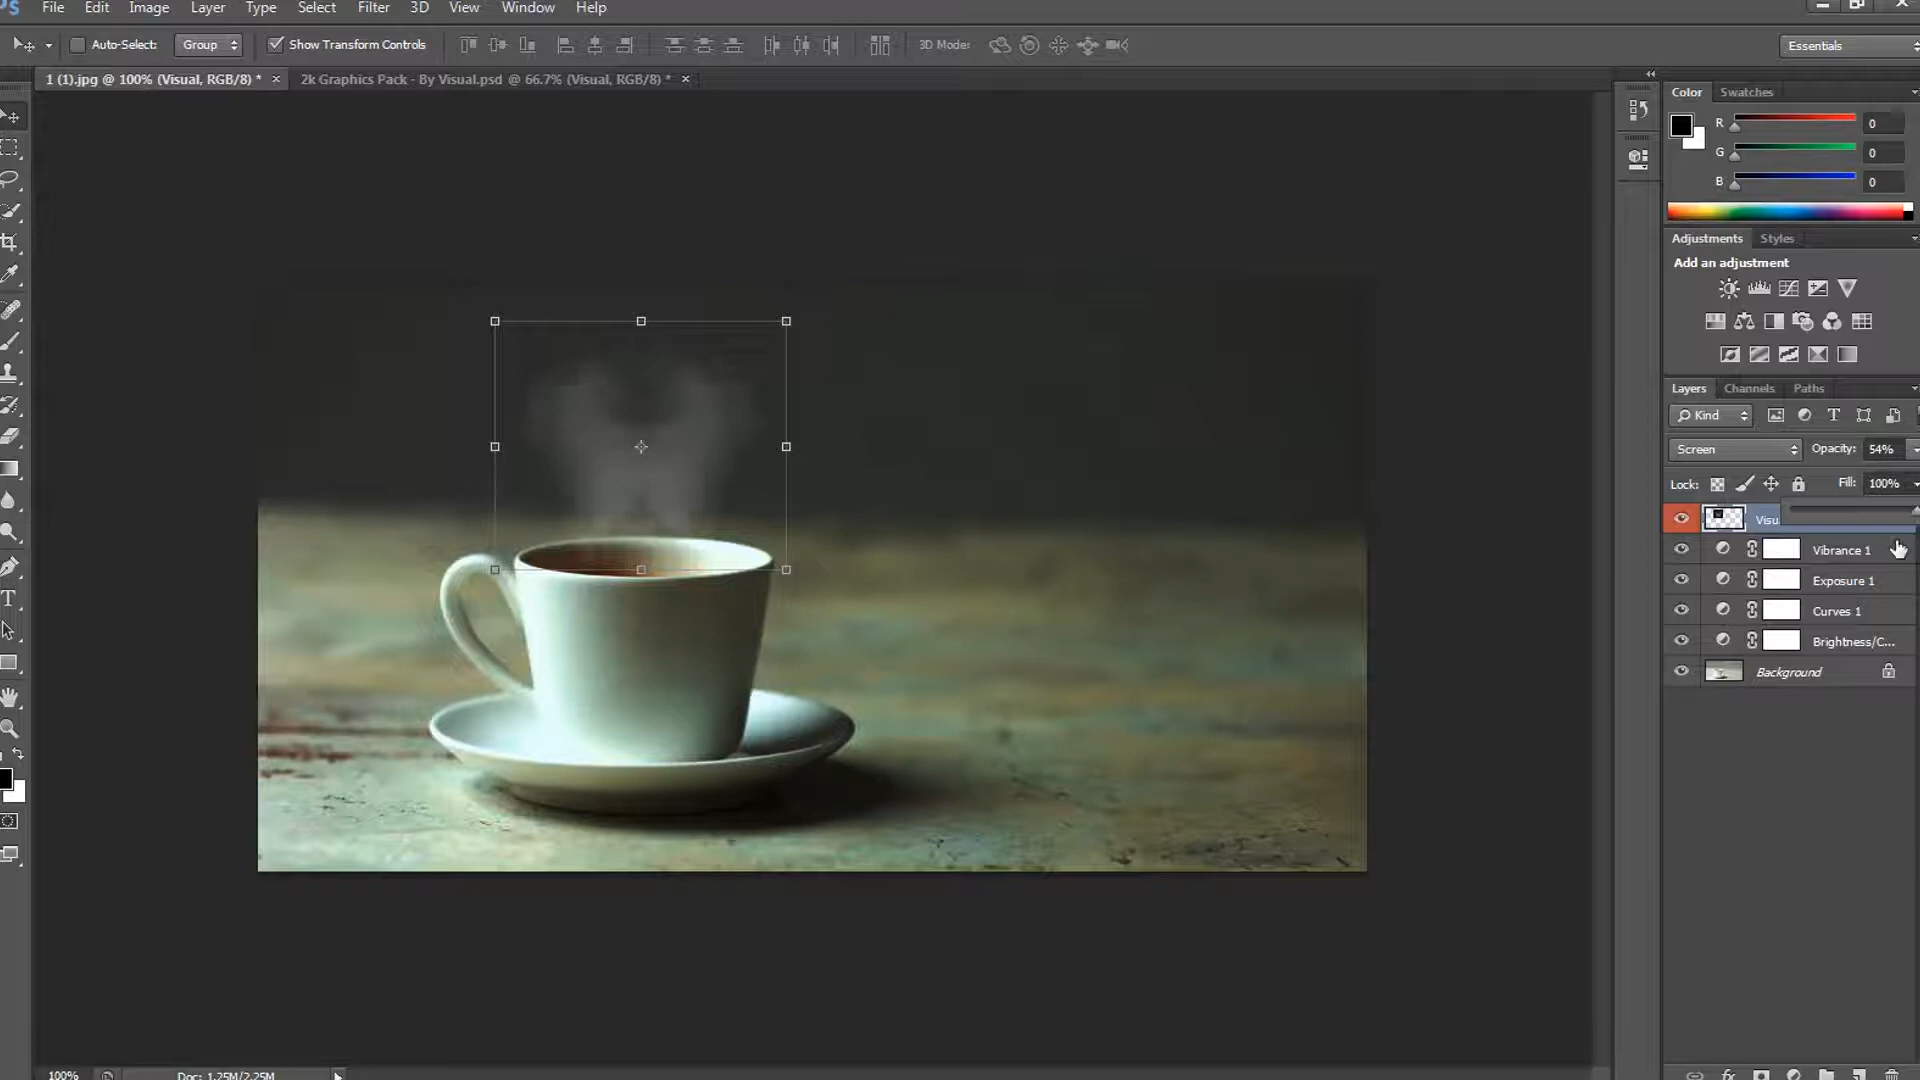 File Edit Image Layer Type Select Filter 3D View Window Help
Auto-Select: Group Show Transform Controls 3D Mode: Essentials
1 (1).jpg @ 100% (Visual, RGB/8) * × 2k Graphics Pack - By Visual.psd @ 66.7% (Visual, RGB/8) * ×
Color Swatches
R 0
G 0
B 0
Adjustments Styles
Add an adjustment
Layers Channels Paths
Kind
Screen Opacity: 54%
Lock: Fill: 100%
Visu
Vibrance 1
Exposure 1
Curves 1
Brightness/C...
Background
100% Doc: 1.25M/2.25M